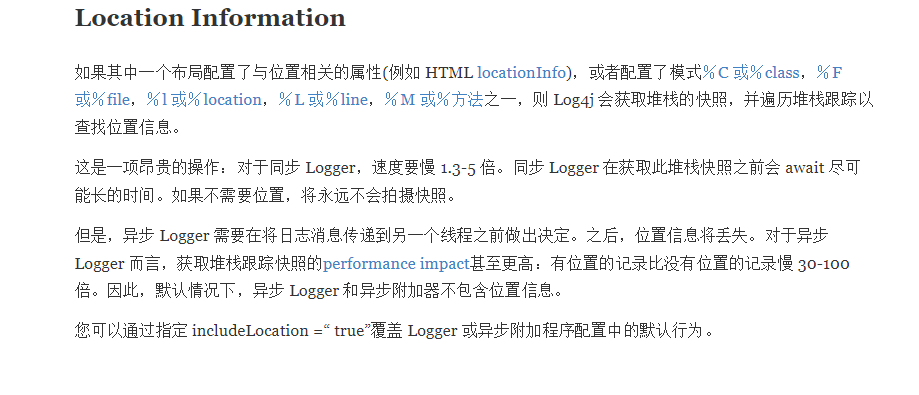 Location Information
如果其中一个布局配置了与位置相关的属性(例如 HTML locationInfo)，或者配置了模式％C 或％class，％F
或％file，％l 或％location，％L 或％line，％M 或％方法之一，则 Log4j 会获取堆栈的快照，并遍历堆栈跟踪以
查找位置信息。
这是一项昂贵的操作：对于同步 Logger，速度要慢 1.3-5 倍。同步 Logger 在获取此堆栈快照之前会 await 尽可
能长的时间。如果不需要位置，将永远不会拍摄快照。
但是，异步 Logger 需要在将日志消息传递到另一个线程之前做出决定。之后，位置信息将丢失。对于异步
Logger 而言，获取堆栈跟踪快照的performance impact甚至更高：有位置的记录比没有位置的记录慢 30-100
倍。因此，默认情况下，异步 Logger 和异步附加器不包含位置信息。
您可以通过指定 includeLocation =“ true”覆盖 Logger 或异步附加程序配置中的默认行为。